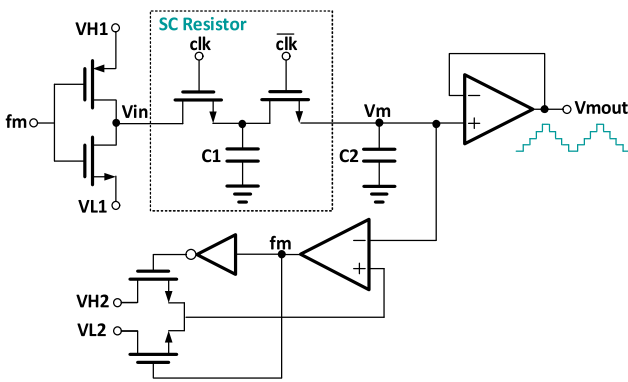 SC Resistor
VH1
clk
clk
fm
Vin
Vm
Vmout
C1
C2
VL1
fm
VH2
VL2